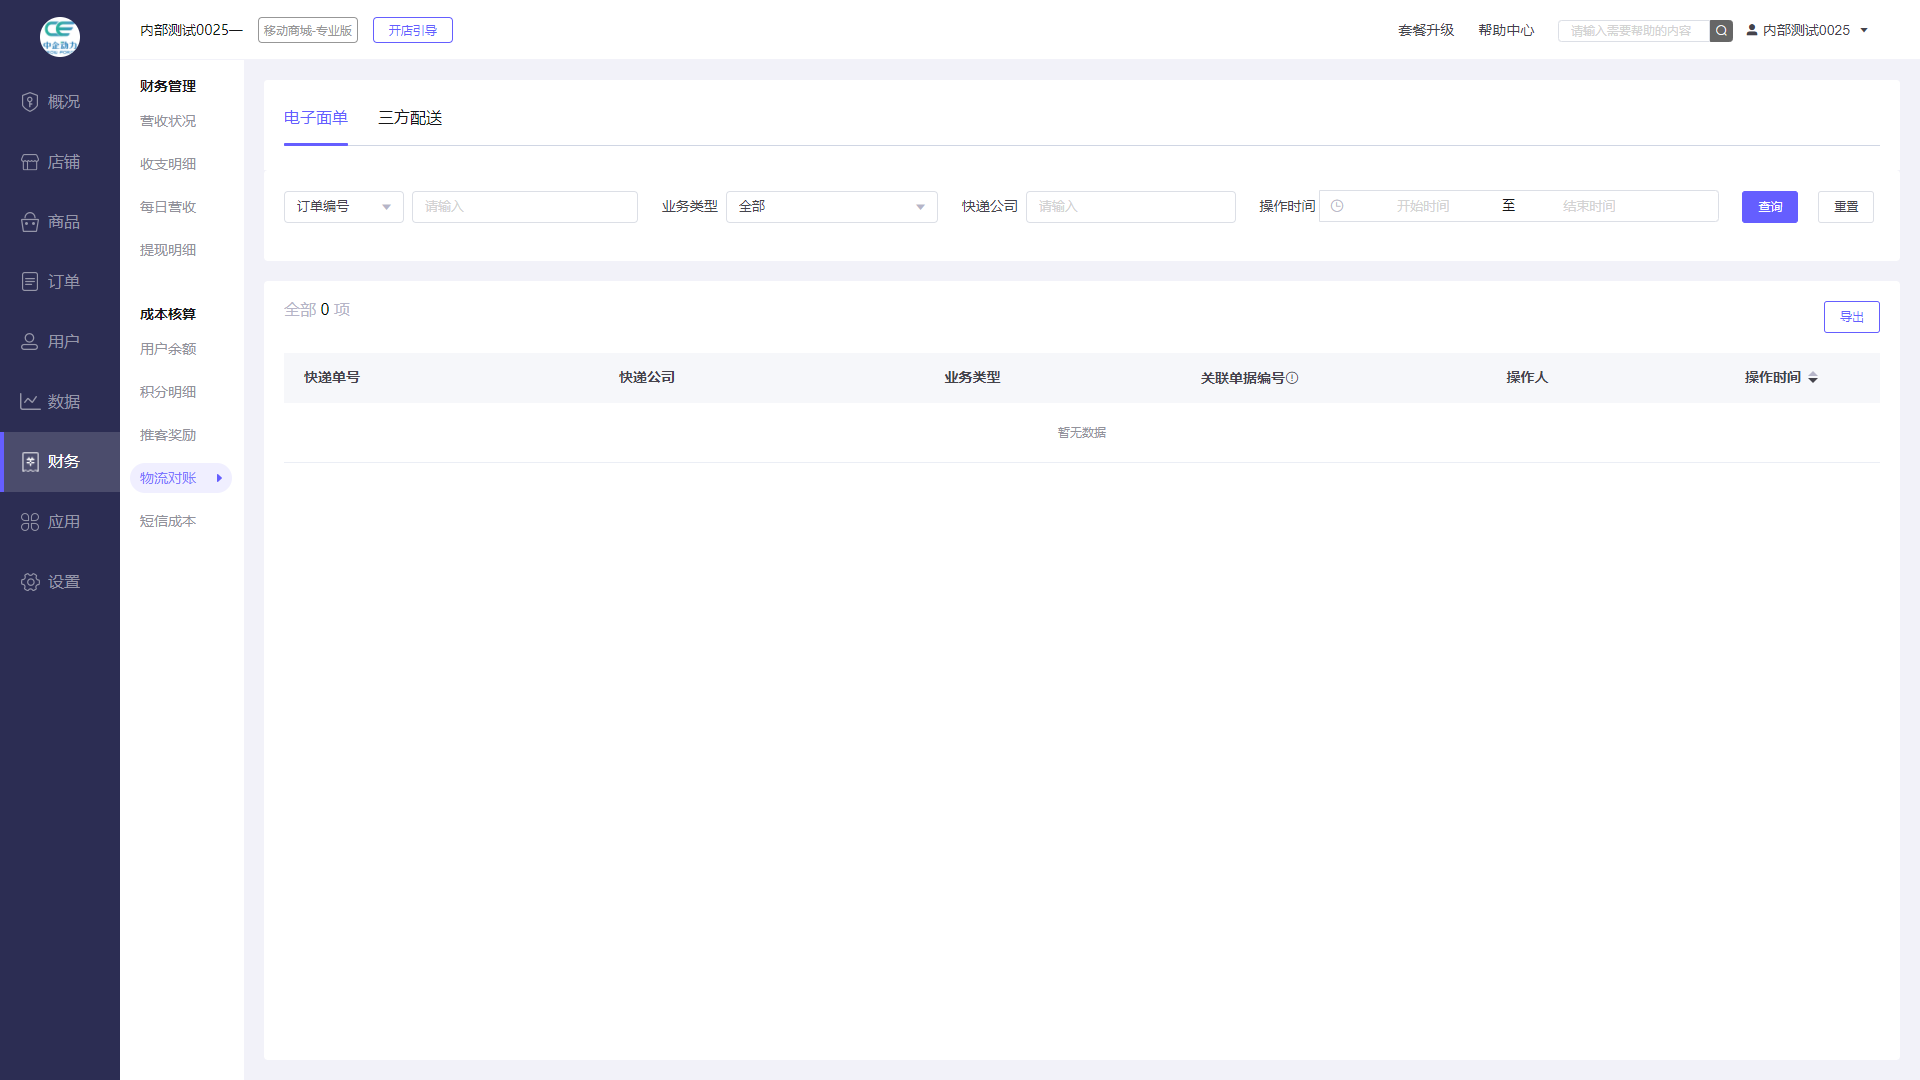 中企动力
内部测试0025一
移动商城-专业版
开店引导
套餐升级
帮助中心
请输入需要帮助的内容
内部测试0025
概况
店铺
商品
订单
用户
数据
财务
应用
设置
财务管理
营收状况
收支明细
每日营收
提现明细
成本核算
用户余额
积分明细
推客奖励
物流对账
短信成本
电子面单
三方配送
订单编号
请输入
业务类型
全部
快递公司
请输入
操作时间
开始时间
至
结束时间
查询
重置
全部 0 项
导出
快递单号
快递公司
业务类型
关联单据编号
操作人
操作时间
暂无数据